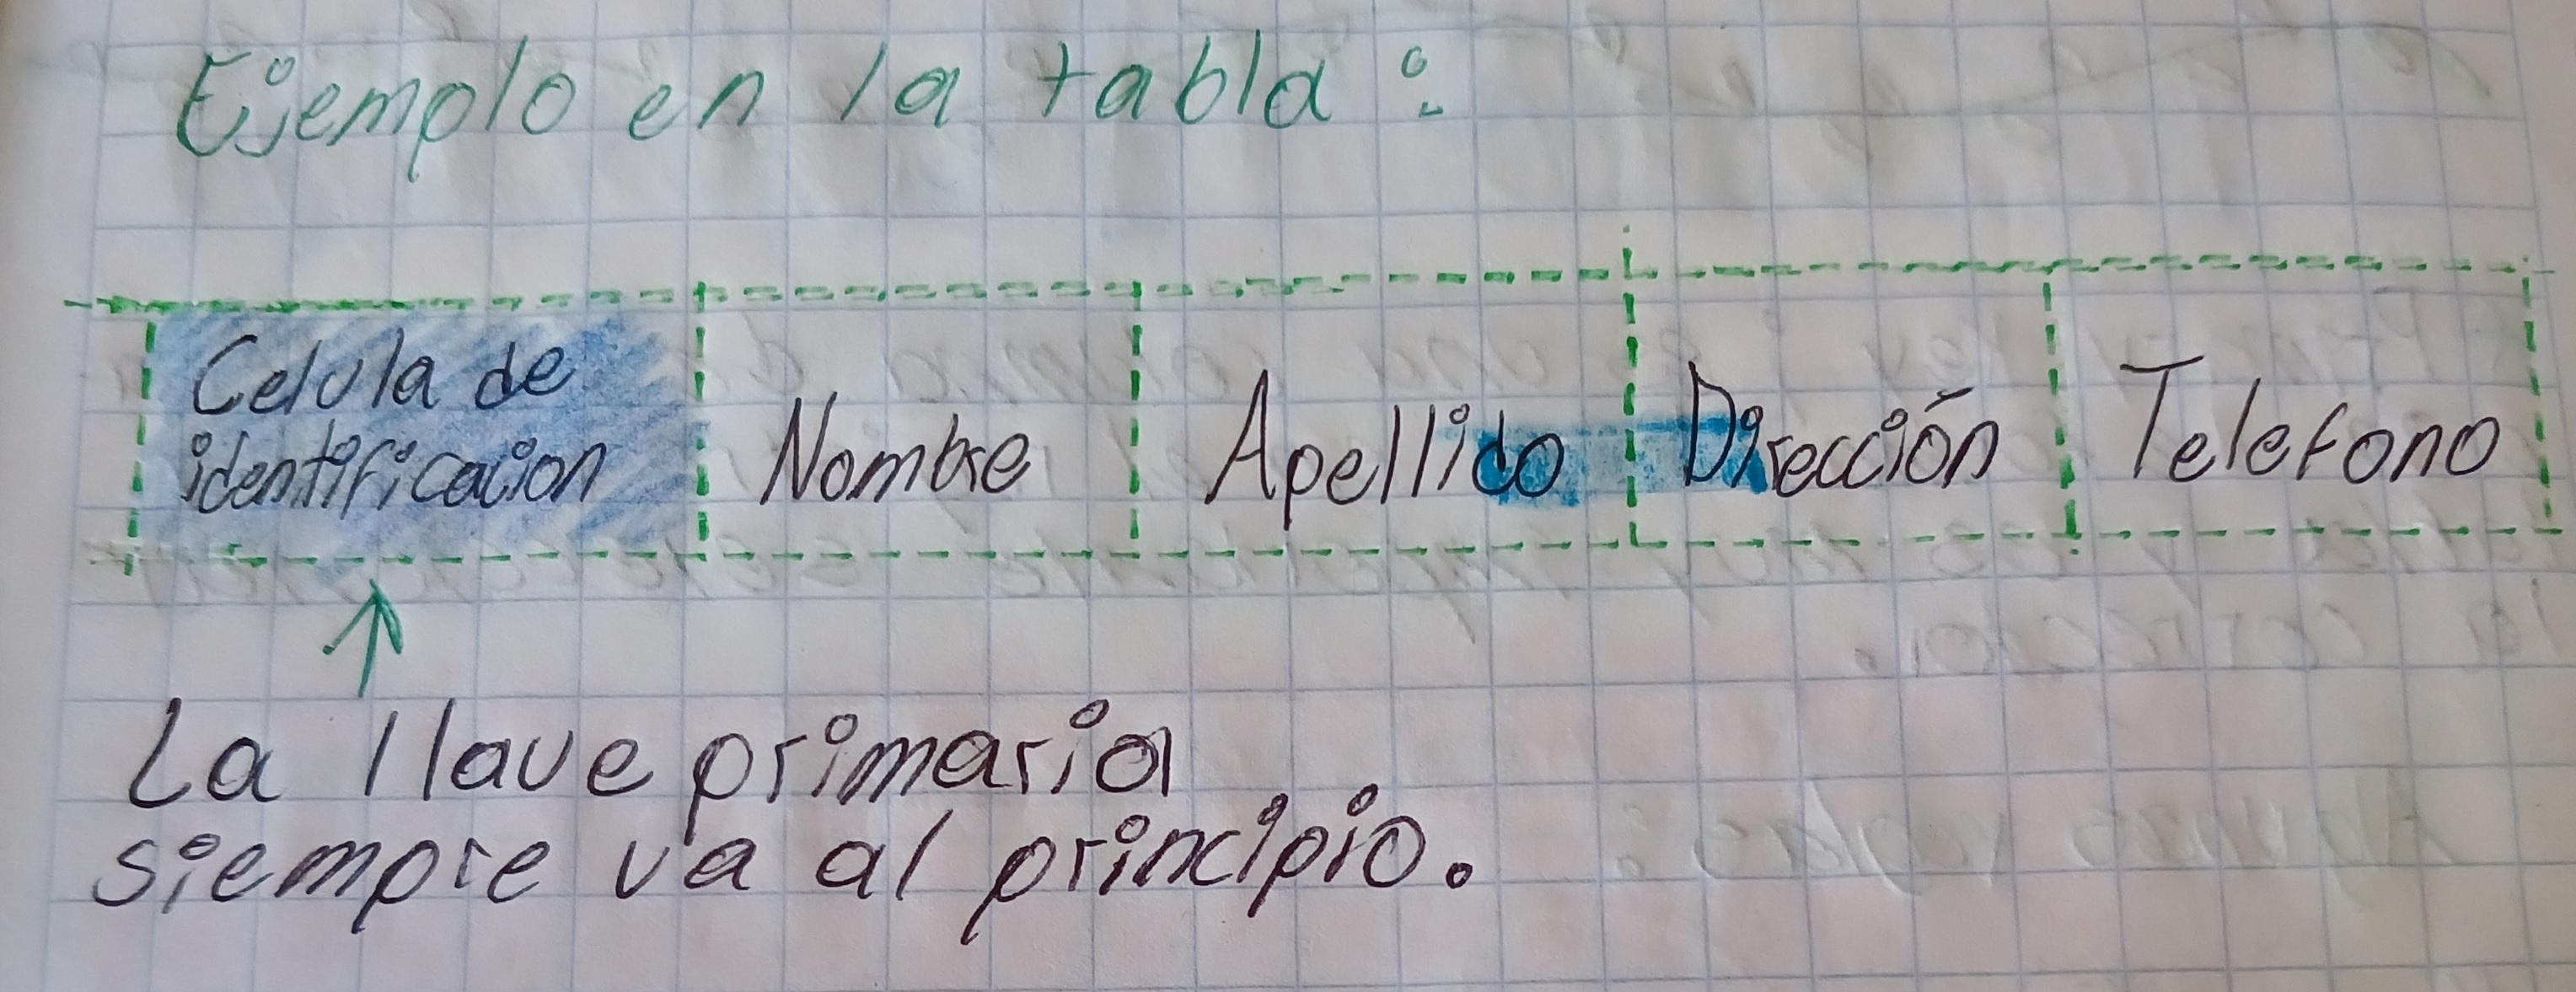 Ejemplo en la tabla:
Celula de
identificacion
Nombre
Apellido
Dirección
Telefono
La llave primaria
siempre va al principio.